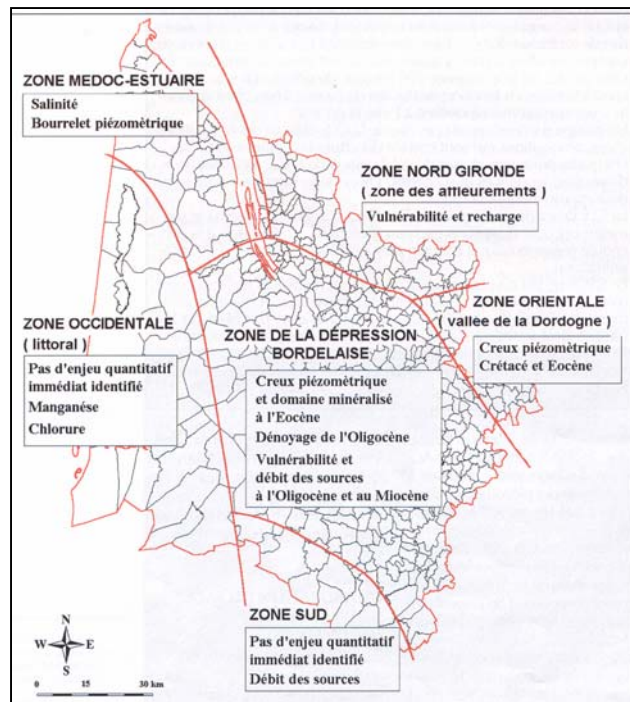 ZONE MEDOC-ESTUAIRE
Salinité
Bourrelet piézomètrique
ZONE NORD GIRONDE
( zone des affleurements )
Vulnérabilité et recharge
ZONE ORIENTALE
( vallée de la Dordogne )
Creux piézomètrique
Crétacé et Eocène
ZONE OCCIDENTALE
( littoral )
Pas d'enjeu quantitatif
immédiat identifié
Manganése
Chlorure
ZONE DE LA DÉPRESSION
BORDELAISE
Creux piézomètrique
et domaine minéralisé
à l'Eocène
Dénoyage de l'Oligocène
Vulnérabilité et
débit des sources
à l'Oligocène et au Miocène
ZONE SUD
Pas d'enjeu quantitatif
immédiat identifié
Débit des sources
N
W E
S
0 15 30 km